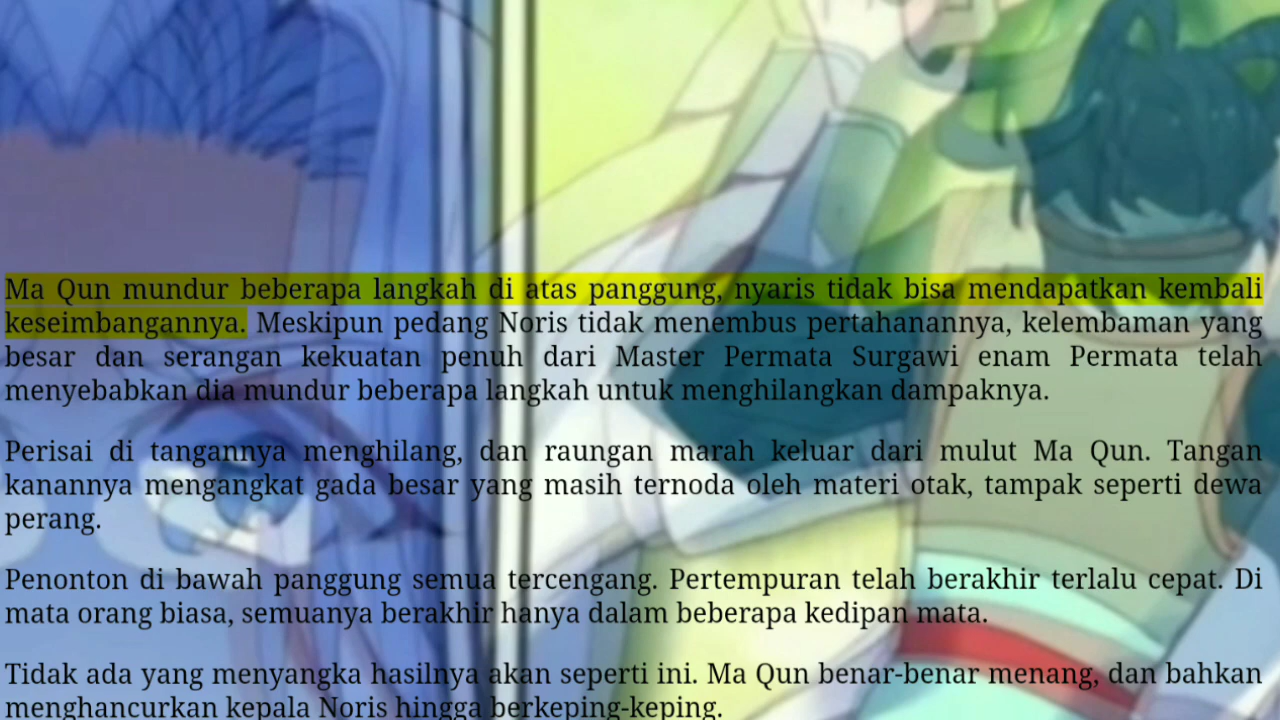 Ma Qun mundur beberapa langkah di atas panggung, nyaris tidak bisa mendapatkan kembali
keseimbangannya. Meskipun pedang Noris tidak menembus pertahanannya, kelembaman yang
besar dan serangan kekuatan penuh dari Master Permata Surgawi enam Permata telah
menyebabkan dia mundur beberapa langkah untuk menghilangkan dampaknya.
Perisai di tangannya menghilang, dan raungan marah keluar dari mulut Ma Qun. Tangan
kanannya mengangkat gada besar yang masih ternoda oleh materi otak, tampak seperti dewa
perang.
Penonton di bawah panggung semua tercengang. Pertempuran telah berakhir terlalu cepat. Di
mata orang biasa, semuanya berakhir hanya dalam beberapa kedipan mata.
Tidak ada yang menyangka hasilnya akan seperti ini. Ma Qun benar-benar menang, dan bahkan
menghancurkan kepala Noris hingga berkeping-keping.